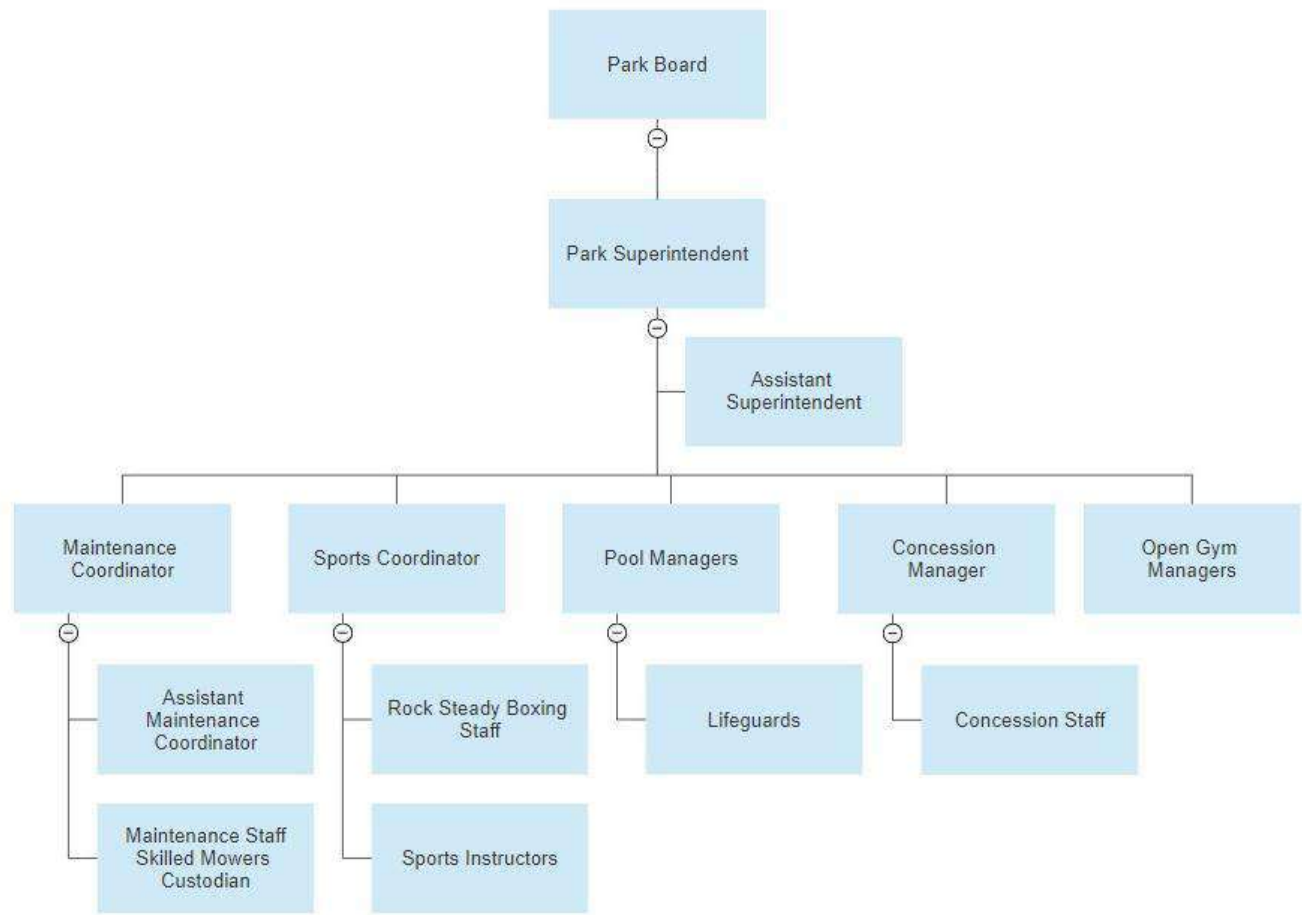 Park Board
Park Superintendent
Assistant
Superintendent
Maintenance
Coordinator
Sports Coordinator
Pool Managers
Concession
Manager
Open Gym
Managers
Assistant
Maintenance
Coordinator
Rock Steady Boxing
Staff
Lifeguards
Concession Staff
Maintenance Staff
Skilled Mowers
Custodian
Sports Instructors